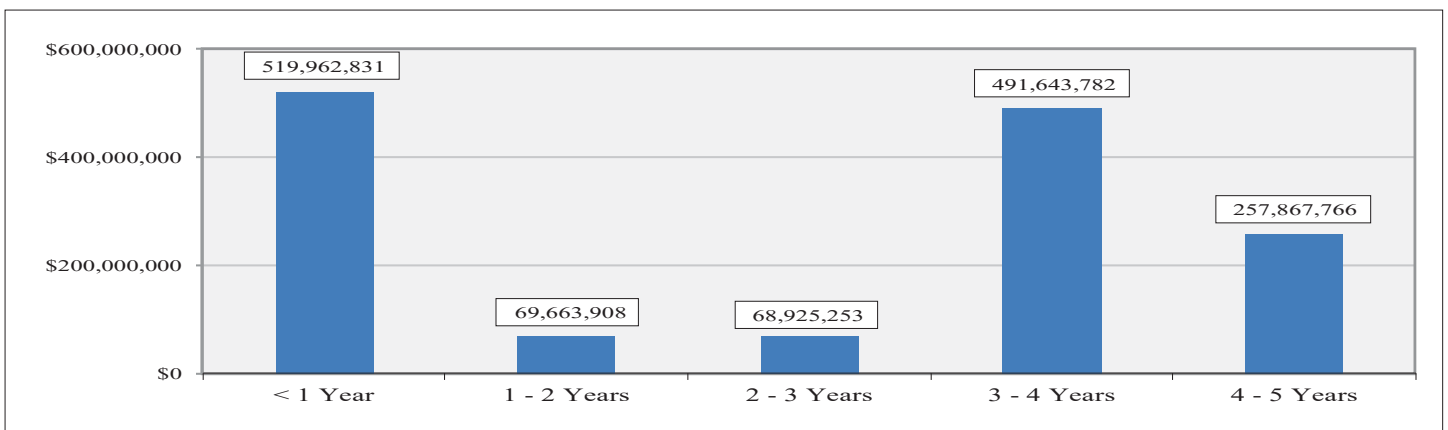 $600,000,000
519,962,831
491,643,782
$400,000,000
257,867,766
$200,000,000
69,663,908
68,925,253
$0
< 1 Year
1 - 2 Years
2 - 3 Years
3 - 4 Years
4 - 5 Years